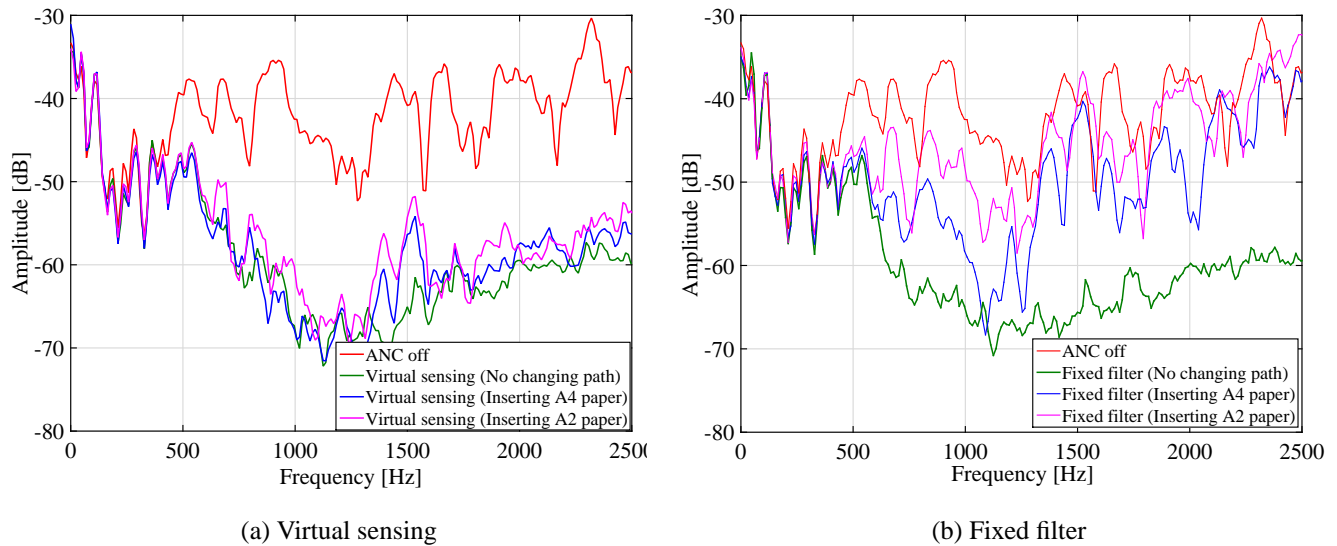 -30
-40
-50
-60
-70
-80
Amplitude [dB]
0
500
1000
1500
2000
2500
Frequency [Hz]
ANC off
Virtual sensing (No changing path)
Virtual sensing (Inserting A4 paper)
Virtual sensing (Inserting A2 paper)
(a) Virtual sensing
-30
-40
-50
-60
-70
-80
Amplitude [dB]
0
500
1000
1500
2000
2500
Frequency [Hz]
ANC off
Fixed filter (No changing path)
Fixed filter (Inserting A4 paper)
Fixed filter (Inserting A2 paper)
(b) Fixed filter